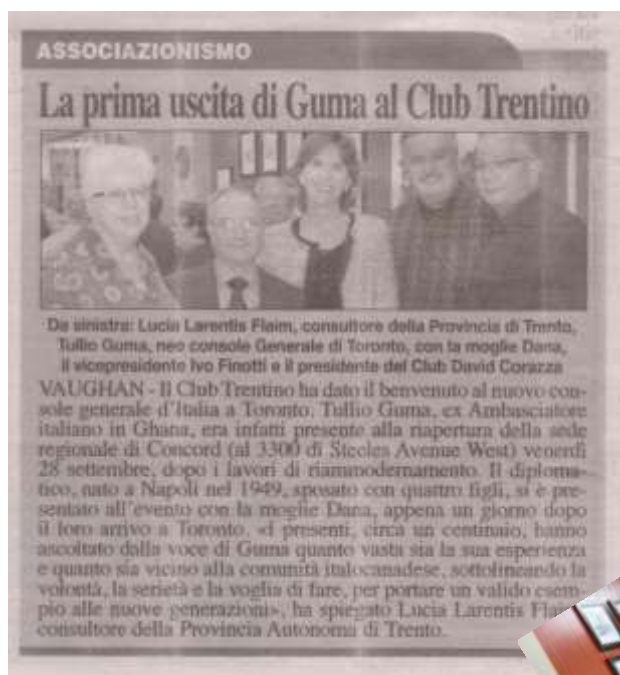 ASSOCIAZIONISMO
La prima uscita di Guma al Club Trentino
Da sinistra: Lucia Larentis Flaim, consultore della Provincia di Trento,
Tullio Guma, neo console Generale di Toronto, con la moglie Dana,
il vicepresidente Ivo Finotti e il presidente del Club David Corazza
VAUGHAN - Il Club Trentino ha dato il benvenuto al nuovo con-
sole generale d'Italia a Toronto. Tullio Guma, ex Ambasciatore
italiano in Ghana, era infatti presente alla riapertura della sede
regionale di Concord (al 3300 di Steeles Avenue West) venerdì
28 settembre, dopo i lavori di riammodernamento. Il diploma-
tico, nato a Napoli nel 1949, sposato con quattro figli, si è pre-
sentato all'evento con la moglie Dana, appena un giorno dopo
il loro arrivo a Toronto. «I presenti, circa un centinaio, hanno
ascoltato dalla voce di Guma quanto vasta sia la sua esperienza
e quanto sia vicino alla comunità italocanadese, sottolineando la
volontà, la serietà e la voglia di fare, per portare un valido esem-
pio alle nuove generazioni», ha spiegato Lucia Larentis
consultore della Provincia Autonoma di Trento.